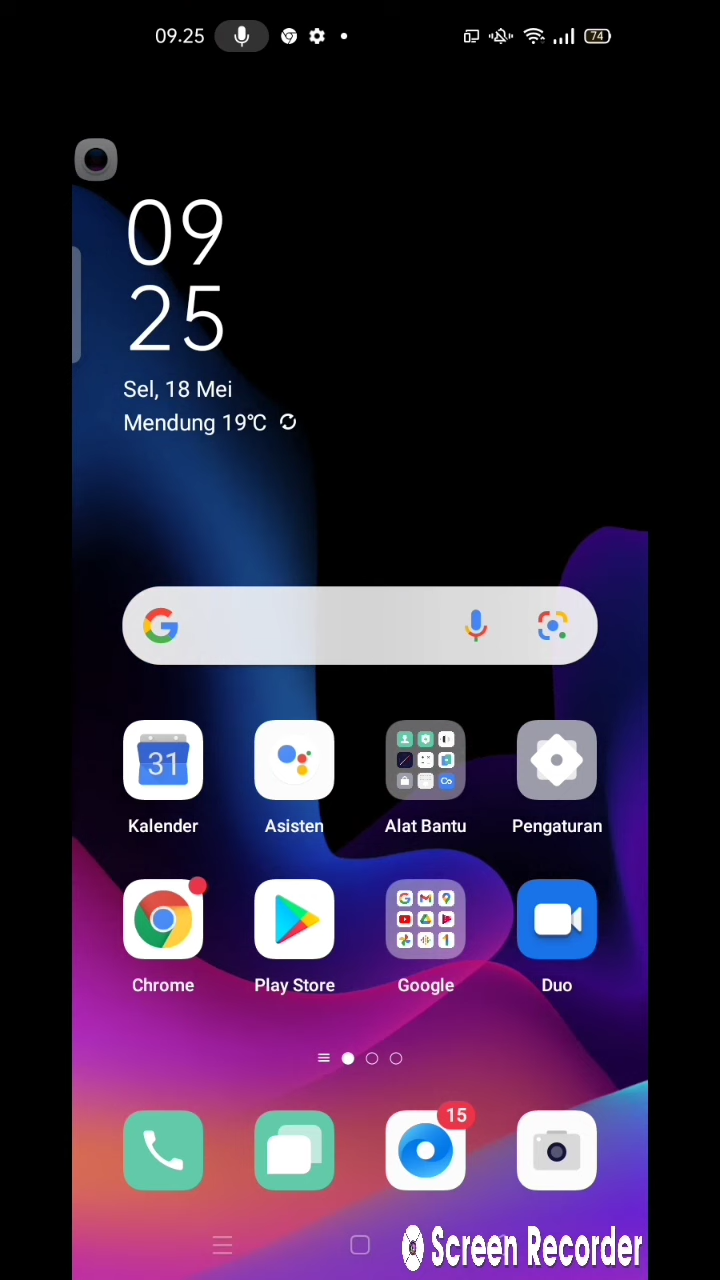 09.25
74
09
25
Sel, 18 Mei
Mendung 19℃
31
Kalender
Asisten
Alat Bantu
Pengaturan
Chrome
Play Store
Google
Duo
15
Screen Recorder